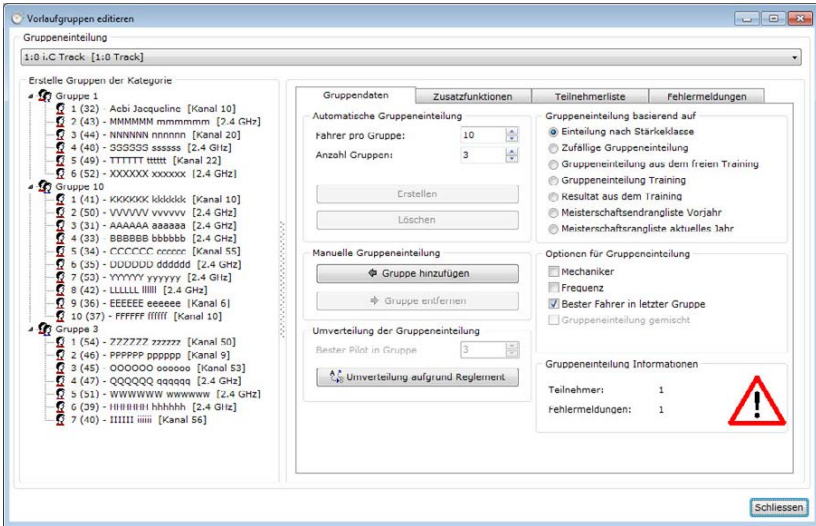 Vorlaufgruppen editieren
Gruppeneinteilung
1:8 i.C Track [1:8 Track]
Erstelle Gruppen der Kategorie
Gruppe 1
1 (32) - Aebi Jacqueline [Kanal 10]
2 (43) - MMMMMM mmmmmm [2.4 GHz]
3 (44) - NNNNNN nnnnnn [Kanal 20]
4 (48) - SSSSSS ssssss [2.4 GHz]
5 (49) - TTTTTT tttttt [Kanal 22]
6 (52) - XXXXXX xxxxxx [2.4 GHz]
Gruppe 10
1 (41) - KKKKKK kkkkkk [Kanal 10]
2 (50) - VVVVVV vvvvvv [2.4 GHz]
3 (31) - AAAAAA aaaaaa [2.4 GHz]
4 (33) - BBBBBB bbbbbb [2.4 GHz]
5 (34) - CCCCCC cccccc [Kanal 55]
6 (35) - DDDDDD dddddd [2.4 GHz]
7 (53) - YYYYYY yyyyyy [2.4 GHz]
8 (42) - LLLLLL llllll [2.4 GHz]
9 (36) - EEEEEE eeeeee [Kanal 6]
10 (37) - FFFFFF ffffff [Kanal 10]
Gruppe 3
1 (54) - ZZZZZZ zzzzzz [Kanal 50]
2 (46) - PPPPPP pppppp [Kanal 9]
3 (45) - OOOOOO oooooo [Kanal 53]
4 (47) - QQQQQQ qqqqqq [2.4 GHz]
5 (51) - WWWWWW wwwwww [2.4 GHz]
6 (39) - HHHHHH hhhhhh [2.4 GHz]
7 (40) - IIIIII iiiiii [Kanal 56]
Gruppendaten
Zusatzfunktionen
Teilnehmerliste
Fehlermeldungen
Automatische Gruppeneinteilung
Fahrer pro Gruppe: 10
Anzahl Gruppen: 3
Erstellen
Löschen
Manuelle Gruppeneinteilung
Gruppe hinzufügen
Gruppe entfernen
Umverteilung der Gruppeneinteilung
Bester Pilot in Gruppe 3
Umverteilung aufgrund Reglement
Gruppeneinteilung basierend auf
Einteilung nach Stärkeklasse
Zufällige Gruppeneinteilung
Gruppeneinteilung aus dem freien Training
Gruppeneinteilung Training
Resultat aus dem Training
Meisterschaftsendrangliste Vorjahr
Meisterschaftsrangliste aktuelles Jahr
Optionen für Gruppeneinteilung
Mechaniker
Frequenz
Bester Fahrer in letzter Gruppe
Gruppeneinteilung gemischt
Gruppeneinteilung Informationen
Teilnehmer: 1
Fehlermeldungen: 1
Schliessen